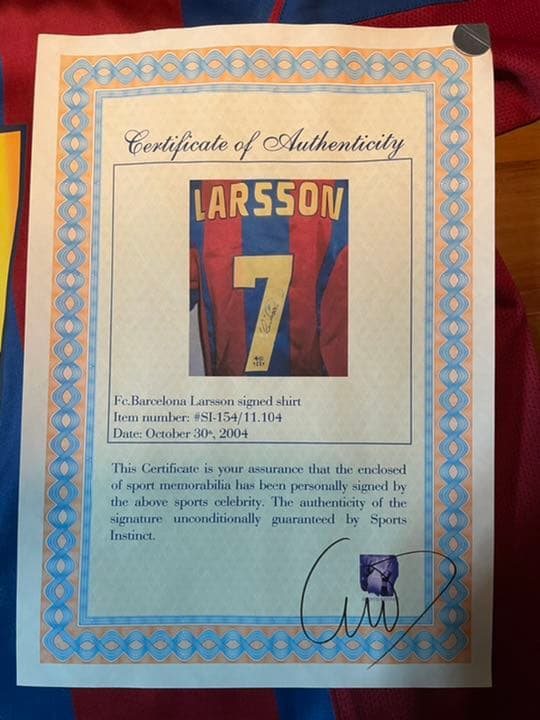 Certificate of Authenticity
LARSSON
7
Fc.Barcelona Larsson signed shirt
Item number: #SI-154/11.104
Date: October 30th, 2004
This Certificate is your assurance that the enclosed
of sport memorabilia has been personally signed by
the above sports celebrity. The authenticity of the
signature unconditionally guaranteed by Sports
Instinct.